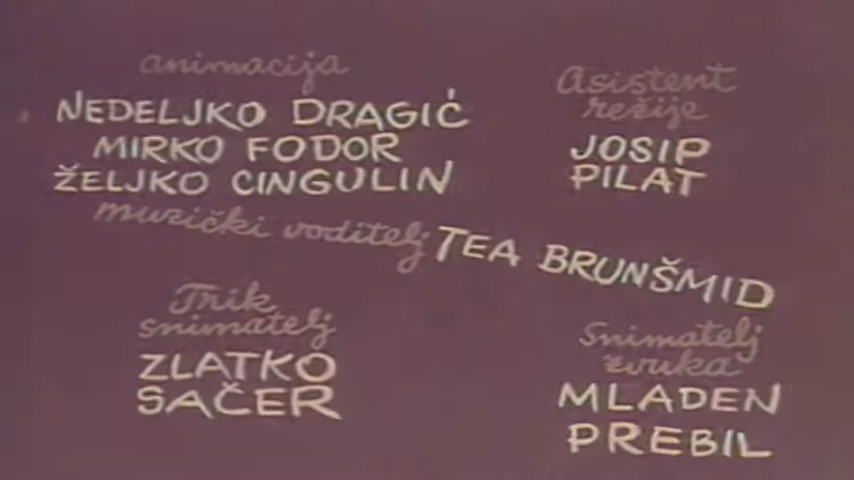 animacija
NEDELJKO DRAGIĆ
MIRKO FODOR
ŽELJKO CINGULIN
Asistent
režije
JOSIP
PILAT
muzički voditelj TEA BRUNŠMID
Trik
snimatelj
ZLATKO
SAČER
Snimatelj
zvuka
MLADEN
PREBIL